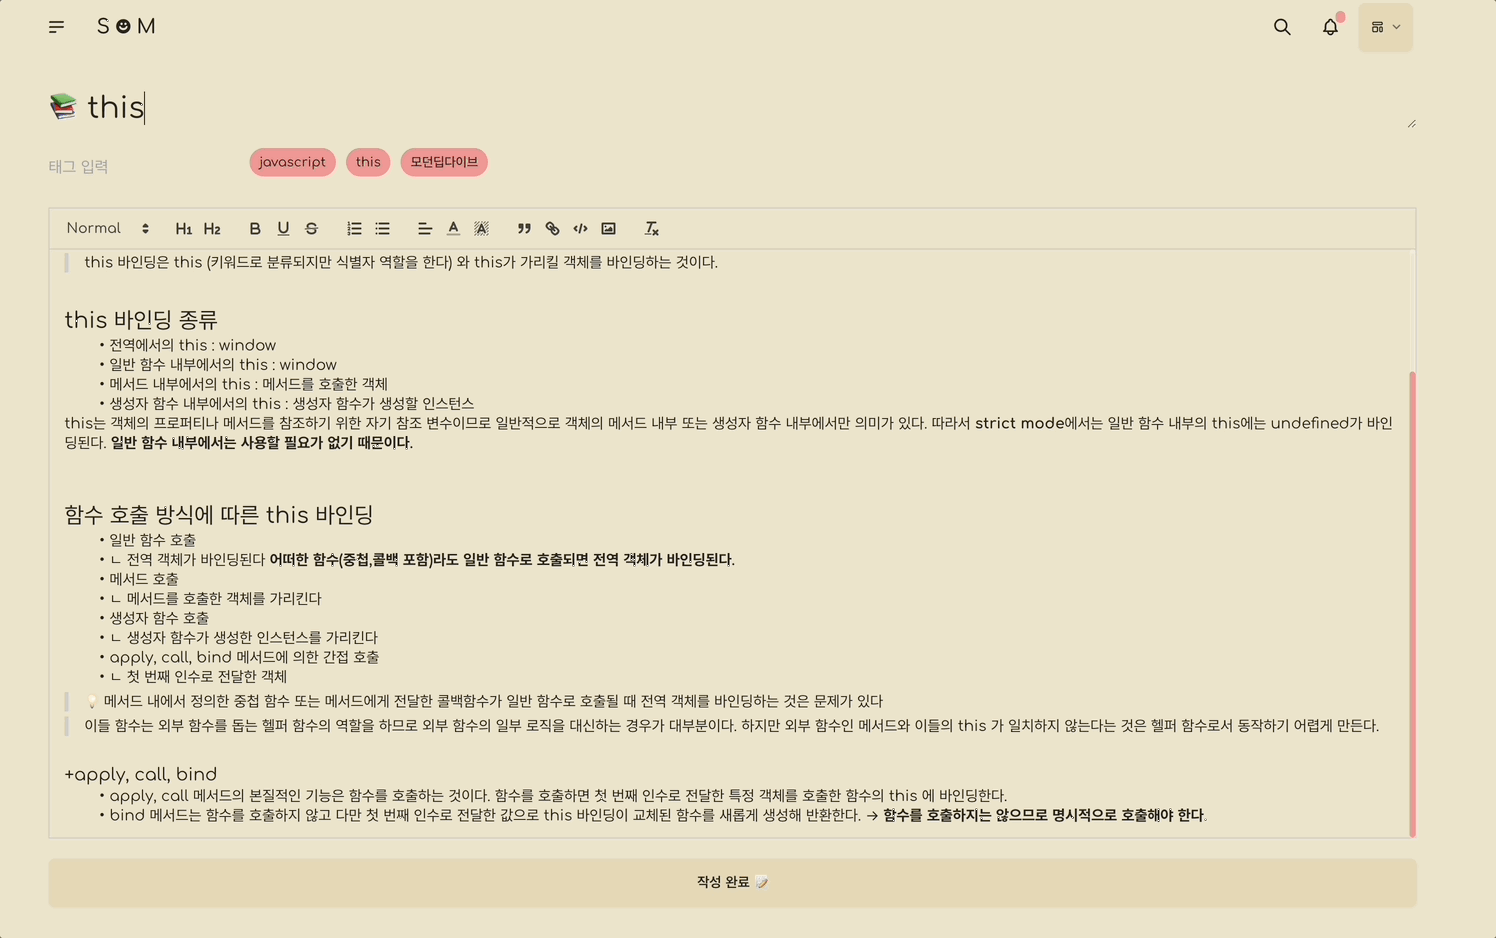 SOM
📚 this
태그 입력
javascript this 모던딥다이브
Normal H1 H2 B U S A A Tx
this 바인딩은 this (키워드로 분류되지만 식별자 역할을 한다) 와 this가 가리킬 객체를 바인딩하는 것이다.
this 바인딩 종류
• 전역에서의 this : window
• 일반 함수 내부에서의 this : window
• 메서드 내부에서의 this : 메서드를 호출한 객체
• 생성자 함수 내부에서의 this : 생성자 함수가 생성할 인스턴스
this는 객체의 프로퍼티나 메서드를 참조하기 위한 자기 참조 변수이므로 일반적으로 객체의 메서드 내부 또는 생성자 함수 내부에서만 의미가 있다. 따라서 strict mode에서는 일반 함수 내부의 this에는 undefined가 바인
딩된다. 일반 함수 내부에서는 사용할 필요가 없기 때문이다.
함수 호출 방식에 따른 this 바인딩
• 일반 함수 호출
• ㄴ 전역 객체가 바인딩된다 어떠한 함수(중첩,콜백 포함)라도 일반 함수로 호출되면 전역 객체가 바인딩된다.
• 메서드 호출
• ㄴ 메서드를 호출한 객체를 가리킨다
• 생성자 함수 호출
• ㄴ 생성자 함수가 생성한 인스턴스를 가리킨다
• apply, call, bind 메서드에 의한 간접 호출
• ㄴ 첫 번째 인수로 전달한 객체
💡 메서드 내에서 정의한 중첩 함수 또는 메서드에게 전달한 콜백함수가 일반 함수로 호출될 때 전역 객체를 바인딩하는 것은 문제가 있다
이들 함수는 외부 함수를 돕는 헬퍼 함수의 역할을 하므로 외부 함수의 일부 로직을 대신하는 경우가 대부분이다. 하지만 외부 함수인 메서드와 이들의 this 가 일치하지 않는다는 것은 헬퍼 함수로서 동작하기 어렵게 만든다.
+apply, call, bind
• apply, call 메서드의 본질적인 기능은 함수를 호출하는 것이다. 함수를 호출하면 첫 번째 인수로 전달한 특정 객체를 호출한 함수의 this 에 바인딩한다.
• bind 메서드는 함수를 호출하지 않고 다만 첫 번째 인수로 전달한 값으로 this 바인딩이 교체된 함수를 새롭게 생성해 반환한다. → 함수를 호출하지는 않으므로 명시적으로 호출해야 한다.
작성 완료 📝